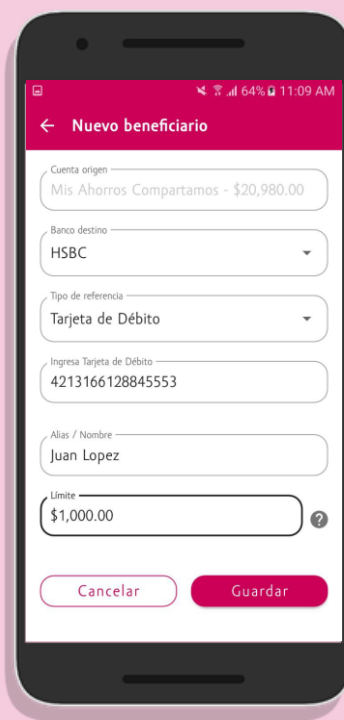 64% 11:09 AM
Nuevo beneficiario
Cuenta origen
Mis Ahorros Compartamos - $20,980.00
Banco destino
HSBC
Tipo de referencia
Tarjeta de Débito
Ingresa Tarjeta de Débito
4213166128845553
Alias / Nombre
Juan Lopez
Límite
$1,000.00
?
Cancelar
Guardar